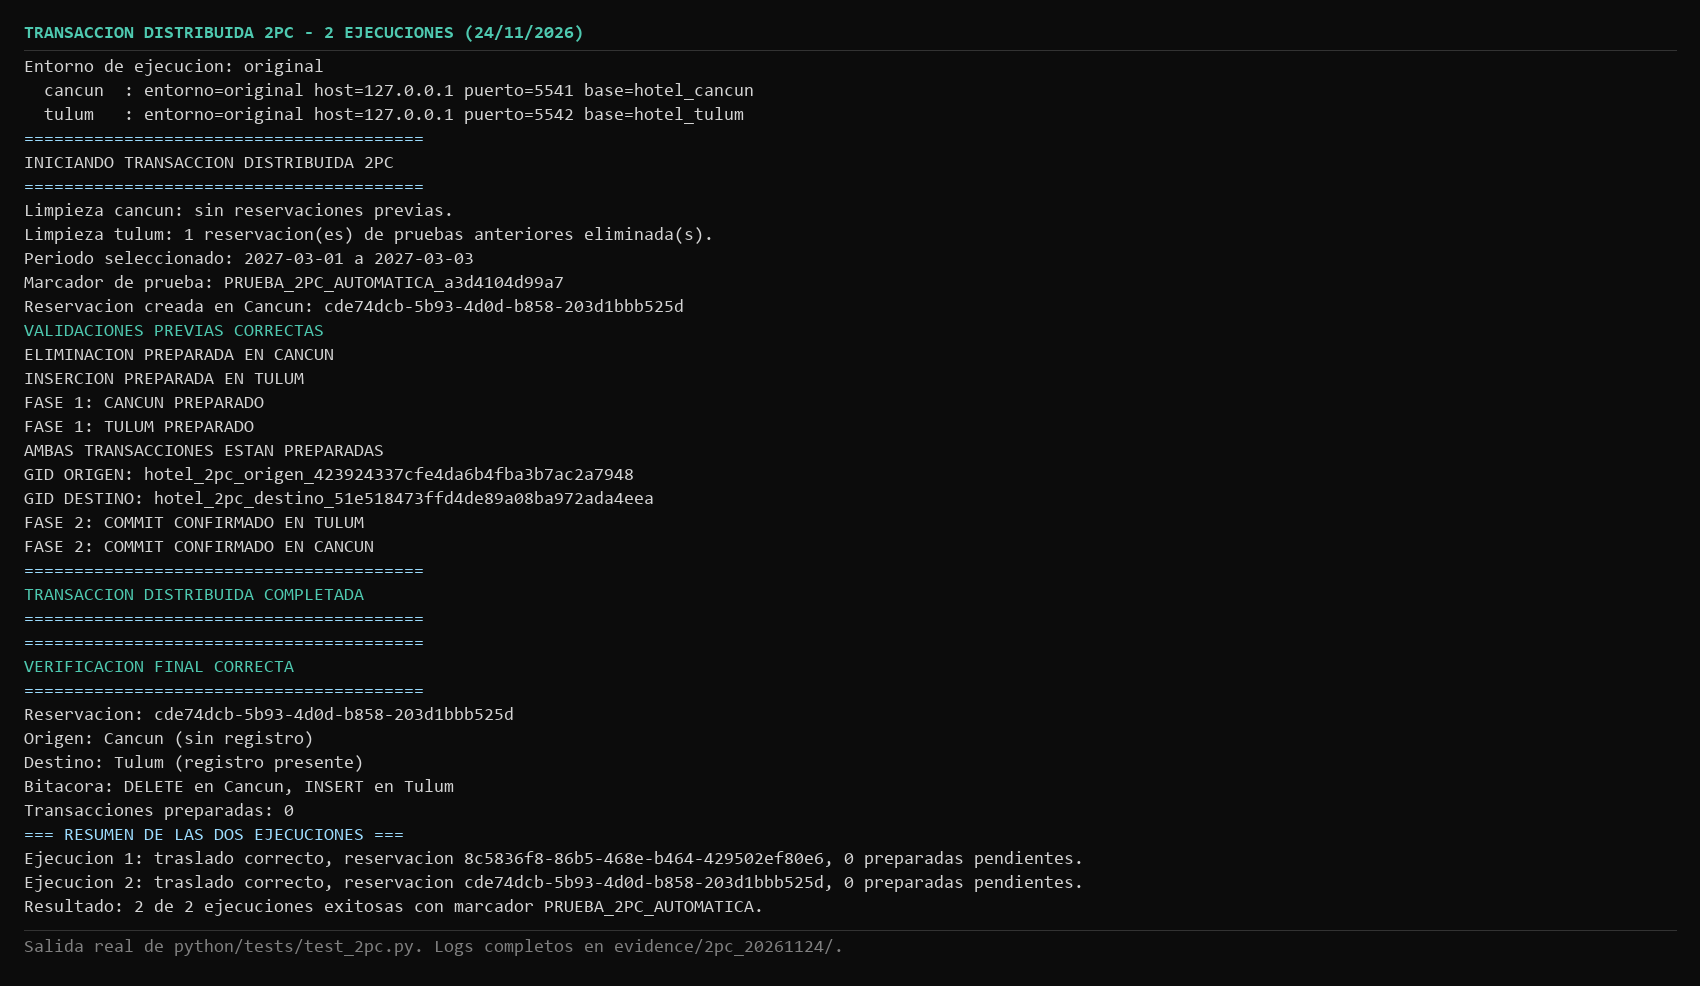 TRANSACCION DISTRIBUIDA 2PC - 2 EJECUCIONES (24/11/2026)
Entorno de ejecucion: original
  cancun  : entorno=original host=127.0.0.1 puerto=5541 base=hotel_cancun
  tulum   : entorno=original host=127.0.0.1 puerto=5542 base=hotel_tulum
========================================
INICIANDO TRANSACCION DISTRIBUIDA 2PC
========================================
Limpieza cancun: sin reservaciones previas.
Limpieza tulum: 1 reservacion(es) de pruebas anteriores eliminada(s).
Periodo seleccionado: 2027-03-01 a 2027-03-03
Marcador de prueba: PRUEBA_2PC_AUTOMATICA_a3d4104d99a7
Reservacion creada en Cancun: cde74dcb-5b93-4d0d-b858-203d1bbb525d
VALIDACIONES PREVIAS CORRECTAS
ELIMINACION PREPARADA EN CANCUN
INSERCION PREPARADA EN TULUM
FASE 1: CANCUN PREPARADO
FASE 1: TULUM PREPARADO
AMBAS TRANSACCIONES ESTAN PREPARADAS
GID ORIGEN: hotel_2pc_origen_423924337cfe4da6b4fba3b7ac2a7948
GID DESTINO: hotel_2pc_destino_51e518473ffd4de89a08ba972ada4eea
FASE 2: COMMIT CONFIRMADO EN TULUM
FASE 2: COMMIT CONFIRMADO EN CANCUN
========================================
TRANSACCION DISTRIBUIDA COMPLETADA
========================================
========================================
VERIFICACION FINAL CORRECTA
========================================
Reservacion: cde74dcb-5b93-4d0d-b858-203d1bbb525d
Origen: Cancun (sin registro)
Destino: Tulum (registro presente)
Bitacora: DELETE en Cancun, INSERT en Tulum
Transacciones preparadas: 0
=== RESUMEN DE LAS DOS EJECUCIONES ===
Ejecucion 1: traslado correcto, reservacion 8c5836f8-86b5-468e-b464-429502ef80e6, 0 preparadas pendientes.
Ejecucion 2: traslado correcto, reservacion cde74dcb-5b93-4d0d-b858-203d1bbb525d, 0 preparadas pendientes.
Resultado: 2 de 2 ejecuciones exitosas con marcador PRUEBA_2PC_AUTOMATICA.
Salida real de python/tests/test_2pc.py. Logs completos en evidence/2pc_20261124/.